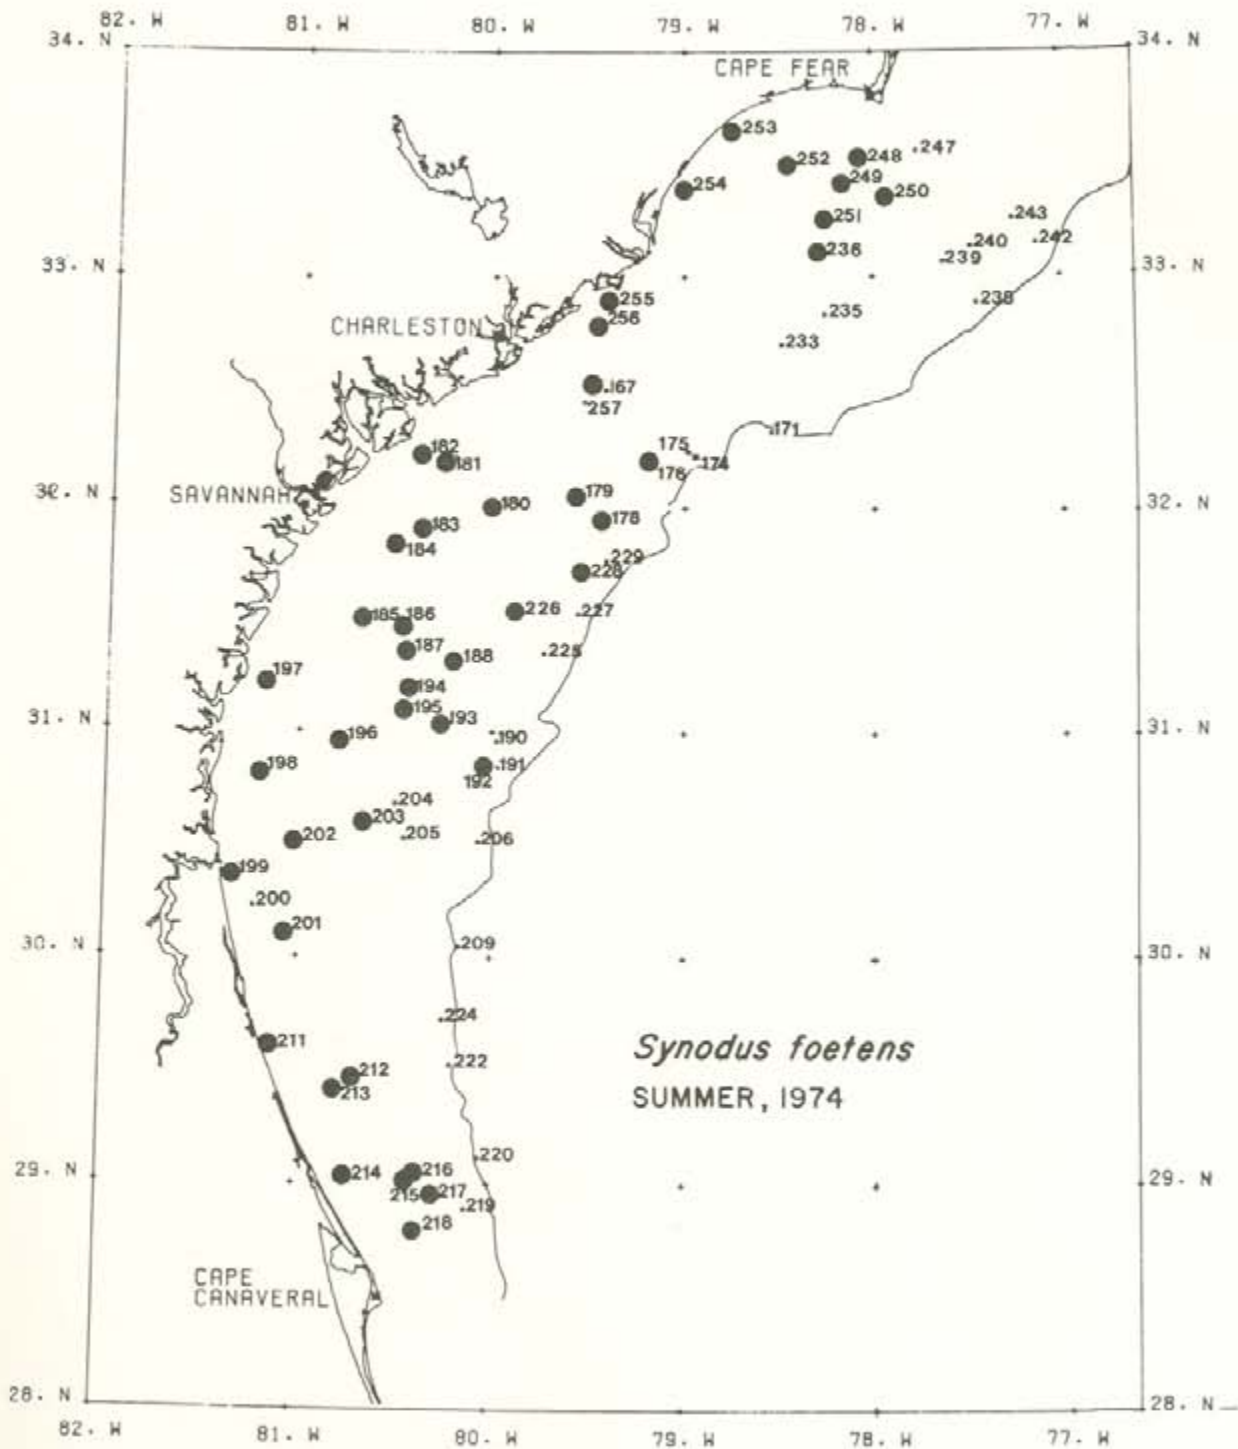 82. W 81. W 80. W 79. W 78. W 77. W
34. N 34. N
CAPE FEAR
253
252 248 247
249
254 250
251 243
236 240 242
239
33. N 33. N
255 238
256 235
CHARLESTON
233
167
257
171
182 175
181 176 174
32. N 32. N
SAVANNAH
180 179
183 178
184
229
228
185 186 226 227
187
188 225
197
194
195 193
31. N 31. N
196 190
198 191
192
204
203
202 205 206
199
200
201
30. N 209 30. N
224
211
Synodus foetens
212 222
213
SUMMER, 1974
220
29. N 214 216 29. N
215 217
219
218
CAPE
CANAVERAL
28. N 28. N
82. W 81. W 80. W 79. W 78. W 77. W